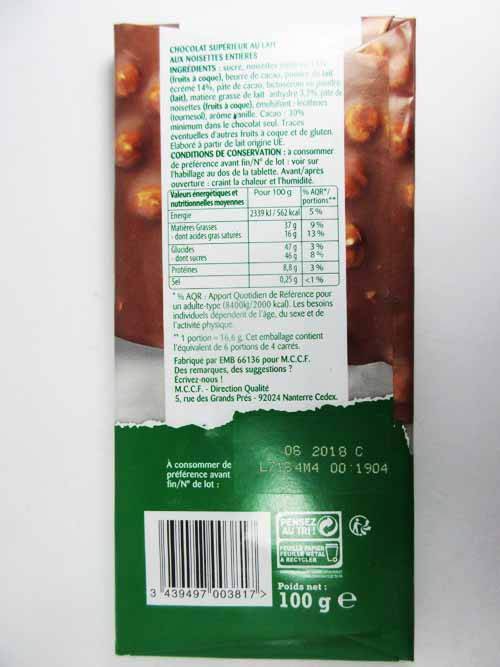 CHOCOLAT SUPÉRIEUR AU LAIT
AUX NOISETTES ENTIÈRES
INGRÉDIENTS : sucre, noisettes
(fruits à coque), beurre de cacao, poudre de lait
écrémé 14%, pâte de cacao, lactosérum en poudre
(lait), matière grasse de lait anhydre 3,7%, pâte de
noisettes (fruits à coque), émulsifiant : lécithines
(tournesol), arôme vanille. Cacao : 30%
minimum dans le chocolat seul. Traces
éventuelles d'autres fruits à coque et de gluten.
Elaboré à partir de lait origine UE.
CONDITIONS DE CONSERVATION : à consommer
de préférence avant fin/N° de lot : voir sur
l'habillage au dos de la tablette. Avant/après
ouverture : craint la chaleur et l'humidité.
Valeurs énergétiques et nutritionnelles moyennes Pour 100 g % AQR*/ portions**
Energie 2339 kJ / 562 kcal 5 %
Matières Grasses 37 g 9 %
- dont acides gras saturés 16 g 13 %
Glucides 47 g 3 %
- dont sucres 46 g 8 %
Protéines 8,8 g 3 %
Sel 0,25 g <1 %
* % AQR : Apport Quotidien de Référence pour
un adulte-type (8400kJ/2000 kcal). Les besoins
individuels dépendent de l'âge, du sexe et de
l'activité physique.
** 1 portion = 16,6 g. Cet emballage contient
l'équivalent de 6 portions de 4 carrés.
Fabriqué par EMB 66136 pour M.C.C.F.
Des remarques, des suggestions ?
Écrivez-nous !
M.C.C.F. - Direction Qualité
5, rue des Grands Prés - 92024 Nanterre Cedex.
06 2018 C
L7154M4 00:1904
À consommer de
préférence avant
fin/N° de lot :
PENSEZ
AU TRI !
FEUILLE PAPIER
FEUILLE MÉTAL
À RECYCLER
3 439497 003817 >
Poids net :
100 g e